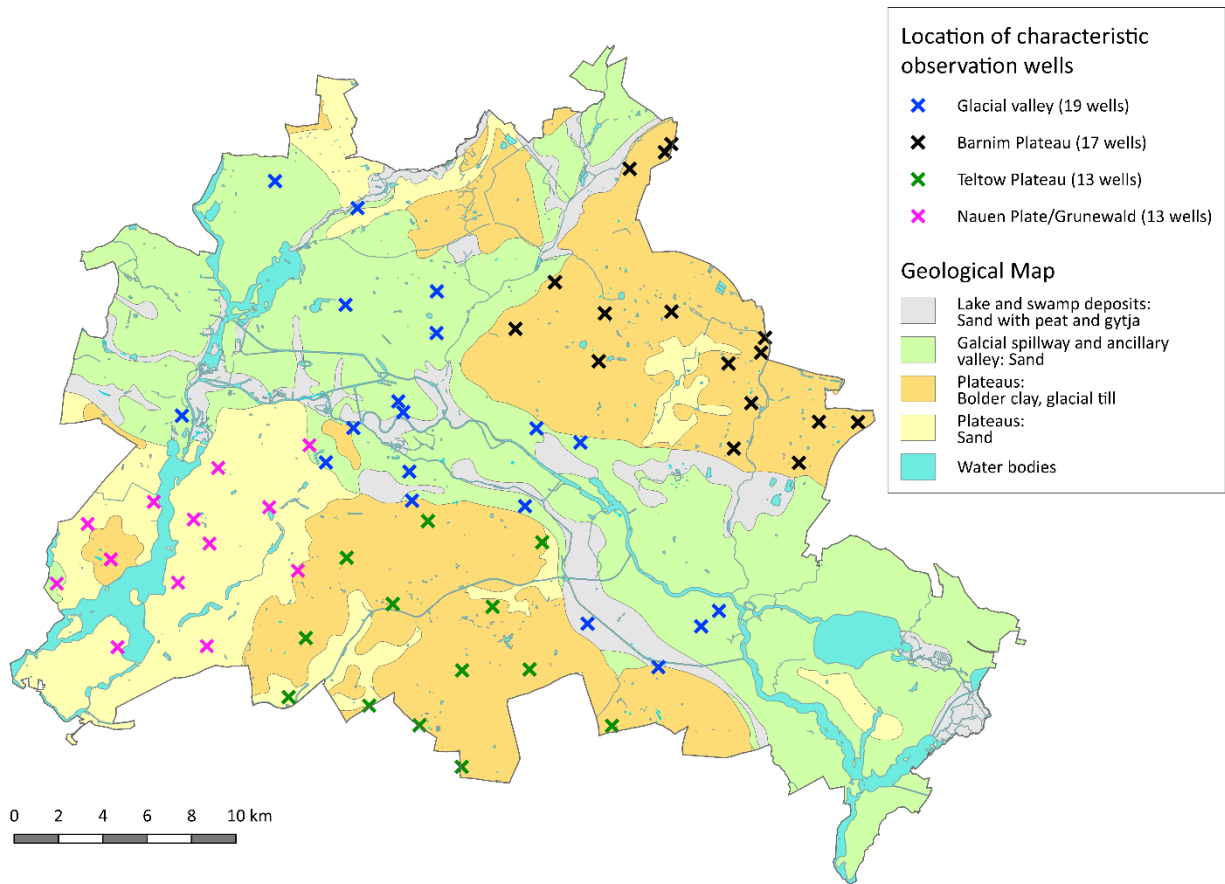 Location of characteristic
observation wells
Glacial valley (19 wells)
Barnim Plateau (17 wells)
Teltow Plateau (13 wells)
Nauen Plate/Grunewald (13 wells)
Geological Map
Lake and swamp deposits:
Sand with peat and gytja
Galcial spillway and ancillary
valley: Sand
Plateaus:
Bolder clay, glacial till
Plateaus:
Sand
Water bodies
0 2 4 6 8 10 km